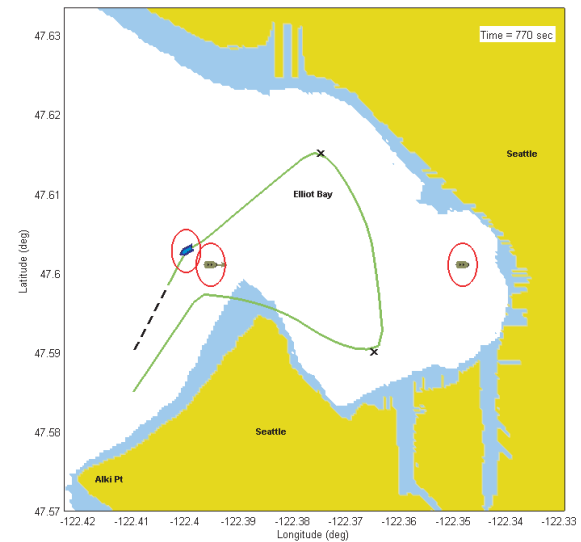 47.63
Time = 770 sec
47.62
Seattle
47.61
Elliot Bay
Latitude (deg)
47.6
47.59
47.58
Seattle
Alki Pt
47.57
-122.42 -122.41 -122.4 -122.39 -122.38 -122.37 -122.36 -122.35 -122.34 -122.33
Longitude (deg)